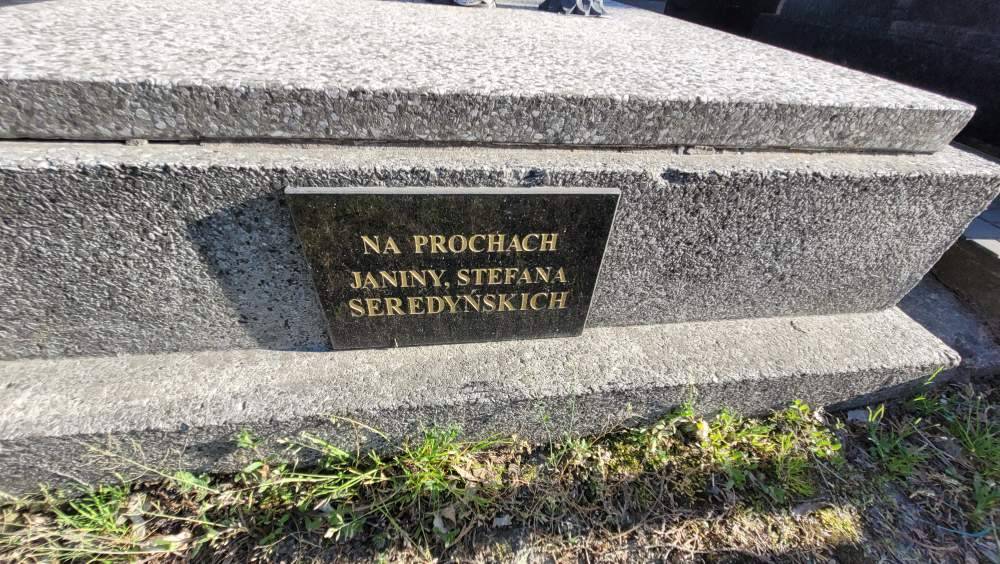 NA PROCHACH
JANINY, STEFANA
SEREDYŃSKICH